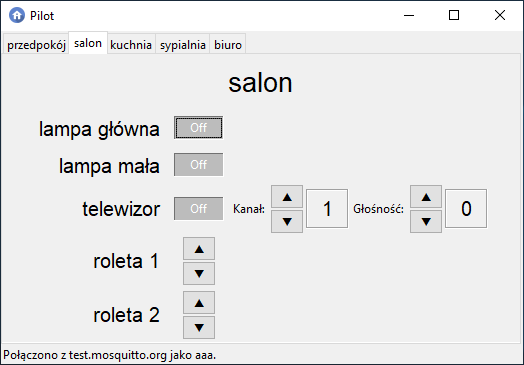 Pilot
przedpokój salon kuchnia sypialnia biuro
salon
lampa główna Off
lampa mała Off
telewizor Off Kanał: ▲ ▼ 1 Głośność: ▲ ▼ 0
roleta 1 ▲ ▼
roleta 2 ▲ ▼
Połączono z test.mosquitto.org jako aaa.